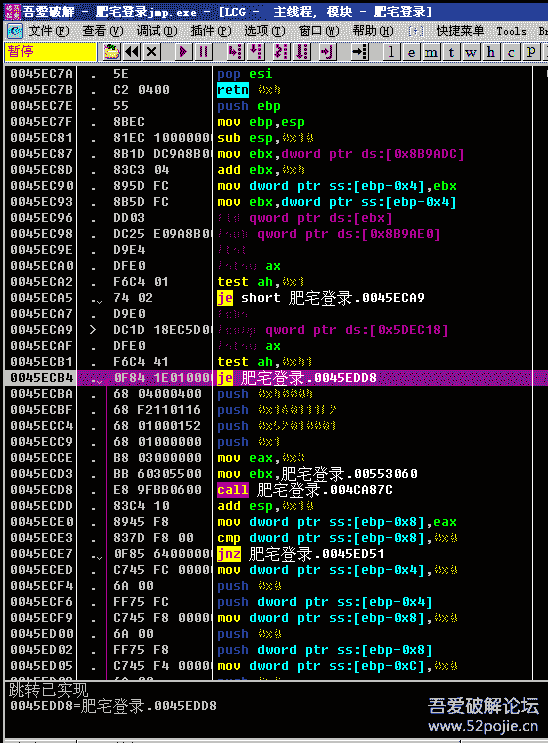 吾爱破解 - 肥宅登录jmp.exe - [LCG - 主线程, 模块 - 肥宅登录]
文件(F) 查看(V) 调试(D) 插件(P) 选项(T) 窗口(W) 帮助(H) [+] 快捷菜单 Tools
暂停 l e m t w h c p
0045EC7A . 5E pop esi
0045EC7B . C2 0400 retn
0045EC7E . 55 push ebp
0045EC7F . 8BEC mov ebp,esp
0045EC81 . 81EC 1000000 sub esp,0x10
0045EC87 . 8B1D DC9A8B0 mov ebx,dword ptr ds:[0x8B9ADC]
0045EC8D . 83C3 04 add ebx,0x4
0045EC90 . 895D FC mov dword ptr ss:[ebp-0x4],ebx
0045EC93 . 8B5D FC mov ebx,dword ptr ss:[ebp-0x4]
0045EC96 . DD03 fld qword ptr ds:[ebx]
0045EC98 . DC25 E09A8B0 fsub qword ptr ds:[0x8B9AE0]
0045EC9E . D9E4 ftst
0045ECA0 . DFE0 fstsw ax
0045ECA2 . F6C4 01 test ah,0x1
0045ECA5 . 74 02 je short 肥宅登录.0045ECA9
0045ECA7 . D9E0 fchs
0045ECA9 > DC1D 18EC5D0 fcomp qword ptr ds:[0x5DEC18]
0045ECAF . DFE0 fstsw ax
0045ECB1 . F6C4 41 test ah,0x41
0045ECB4 . 0F84 1E01000 je 肥宅登录.0045EDD8
0045ECBA . 68 04000400 push 0x40004
0045ECBF . 68 F2110116 push 0x160111F2
0045ECC4 . 68 01000152 push 0x52010001
0045ECC9 . 68 01000000 push 0x1
0045ECCE . B8 03000000 mov eax,0x3
0045ECD3 . BB 60305500 mov ebx,肥宅登录.00553060
0045ECD8 . E8 9FBB0600 call 肥宅登录.004CA87C
0045ECDD . 83C4 10 add esp,0x10
0045ECE0 . 8945 F8 mov dword ptr ss:[ebp-0x8],eax
0045ECE3 . 837D F8 00 cmp dword ptr ss:[ebp-0x8],0x0
0045ECE7 . 0F85 6400000 jnz 肥宅登录.0045ED51
0045ECED . C745 FC 0000 mov dword ptr ss:[ebp-0x4],0x0
0045ECF4 . 6A 00 push 0x0
0045ECF6 . FF75 FC push dword ptr ss:[ebp-0x4]
0045ECF9 . C745 F8 0000 mov dword ptr ss:[ebp-0x8],0x0
0045ED00 . 6A 00 push 0x0
0045ED02 . FF75 F8 push dword ptr ss:[ebp-0x8]
0045ED05 . C745 F4 0000 mov dword ptr ss:[ebp-0xC],0x0
跳转已实现
0045EDD8=肥宅登录.0045EDD8
吾爱破解论坛
www.52pojie.cn